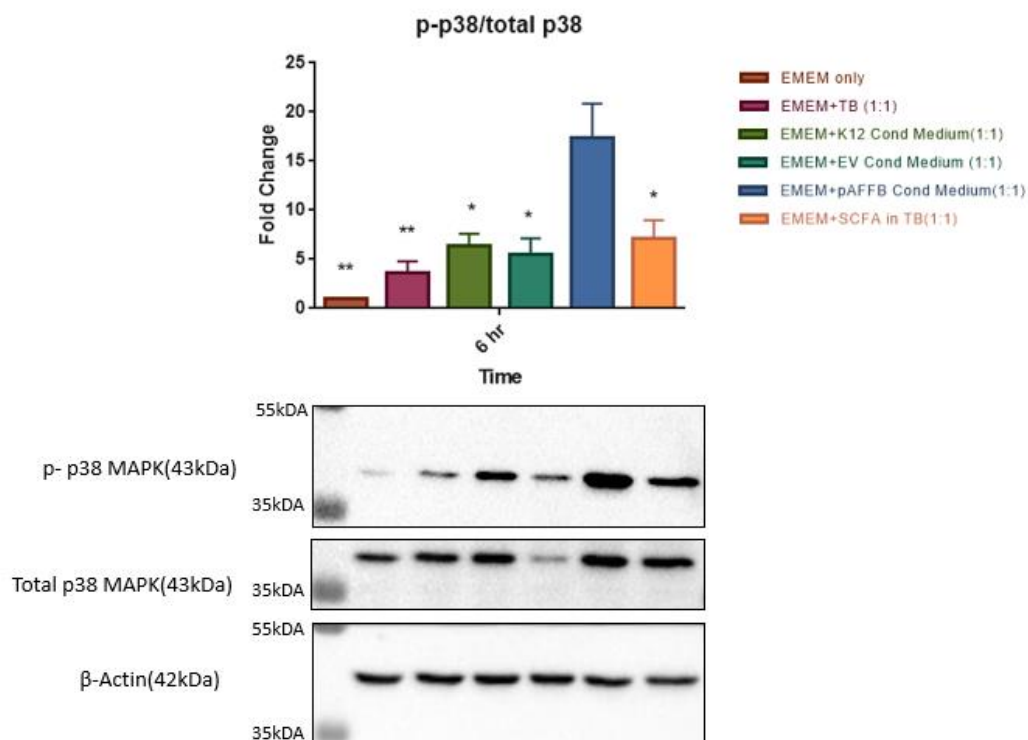 p-p38/total p38
25
20
15
10
5
0
Fold Change
**
**
*
*
*
6 hr
Time
EMEM only
EMEM+TB (1:1)
EMEM+K12 Cond Medium(1:1)
EMEM+EV Cond Medium (1:1)
EMEM+pAFFB Cond Medium(1:1)
EMEM+SCFA in TB(1:1)
55kDA
p- p38 MAPK(43kDa)
35kDA
Total p38 MAPK(43kDa)
35kDA
55kDA
β-Actin(42kDa)
35kDA